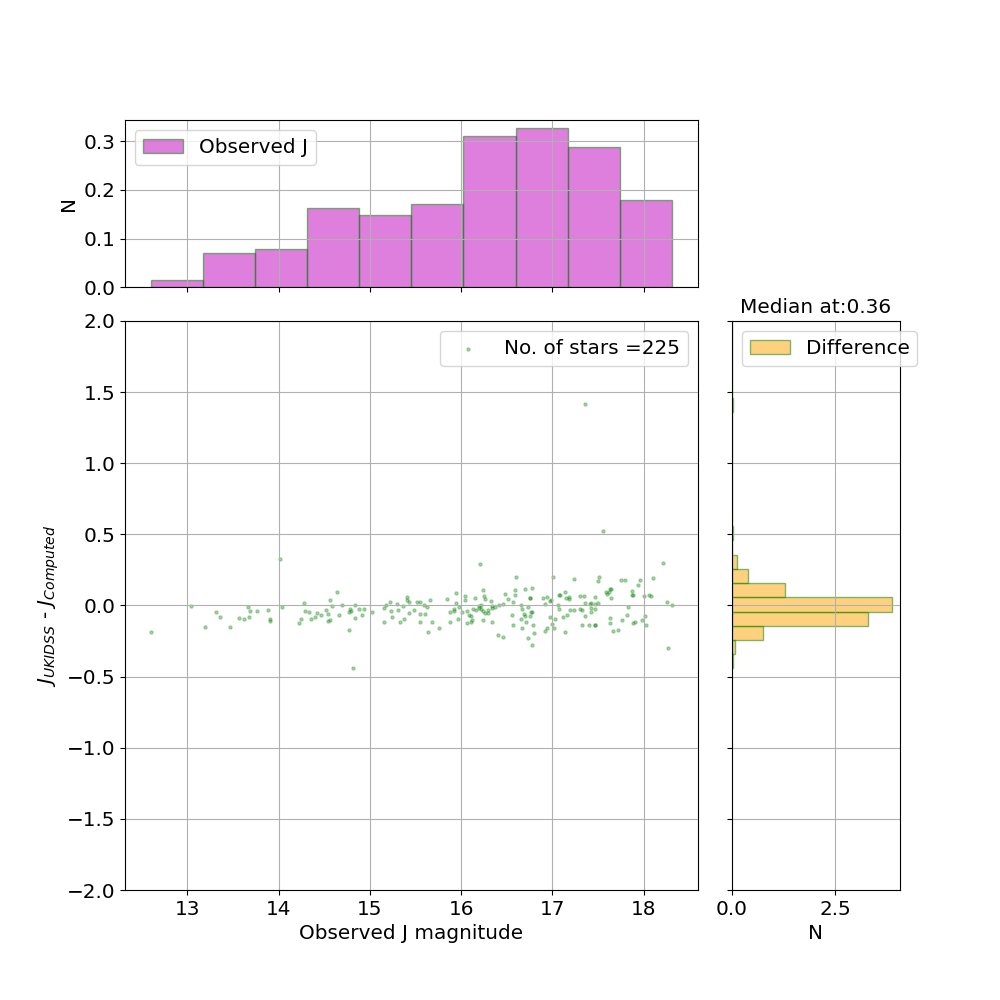 0.3
0.2
0.1
0.0
N
Observed J
Median at:0.36
2.0
1.5
1.0
0.5
0.0
−0.5
−1.0
−1.5
−2.0
J_UKIDSS - J_Computed
No. of stars =225
Difference
13 14 15 16 17 18
Observed J magnitude
0.0 2.5
N